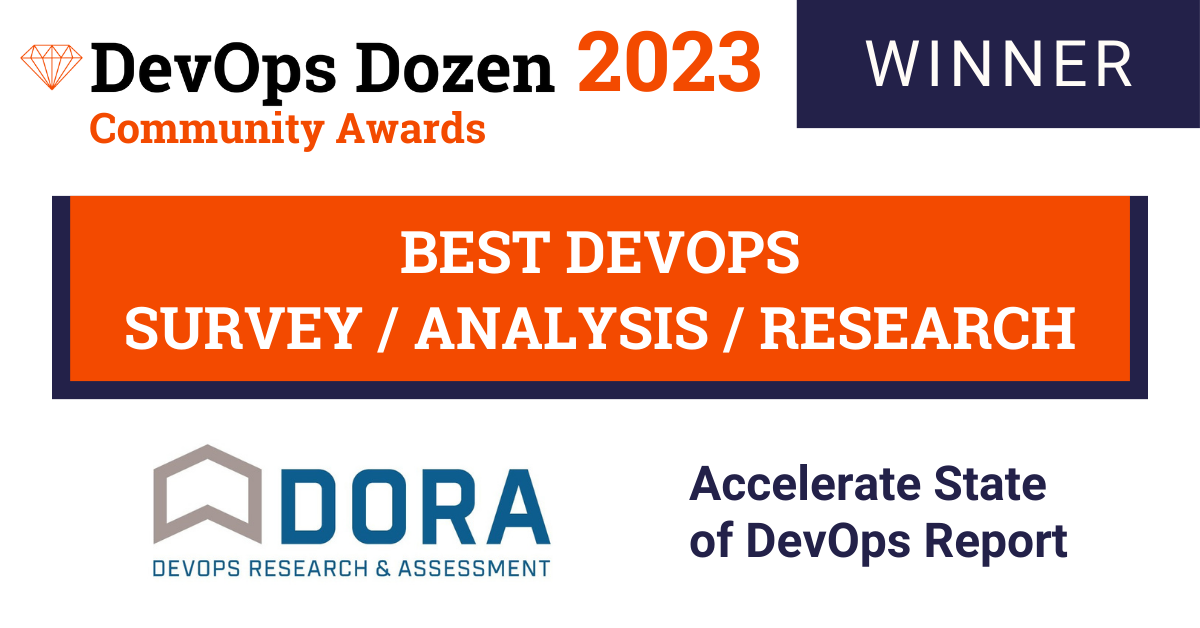 DevOps Dozen 2023
Community Awards
WINNER
BEST DEVOPS
SURVEY / ANALYSIS / RESEARCH
DORA
DEVOPS RESEARCH & ASSESSMENT
Accelerate State
of DevOps Report